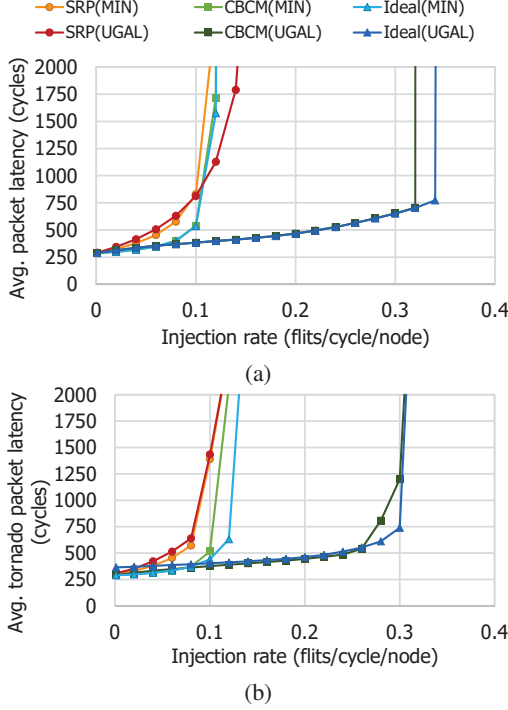 SRP(MIN) CBCM(MIN) Ideal(MIN)
SRP(UGAL) CBCM(UGAL) Ideal(UGAL)
Avg. packet latency (cycles)
2000
1750
1500
1250
1000
750
500
250
0
0 0.1 0.2 0.3 0.4
Injection rate (flits/cycle/node)
(a)
Avg. tornado packet latency
(cycles)
2000
1750
1500
1250
1000
750
500
250
0
0 0.1 0.2 0.3 0.4
Injection rate (flits/cycle/node)
(b)